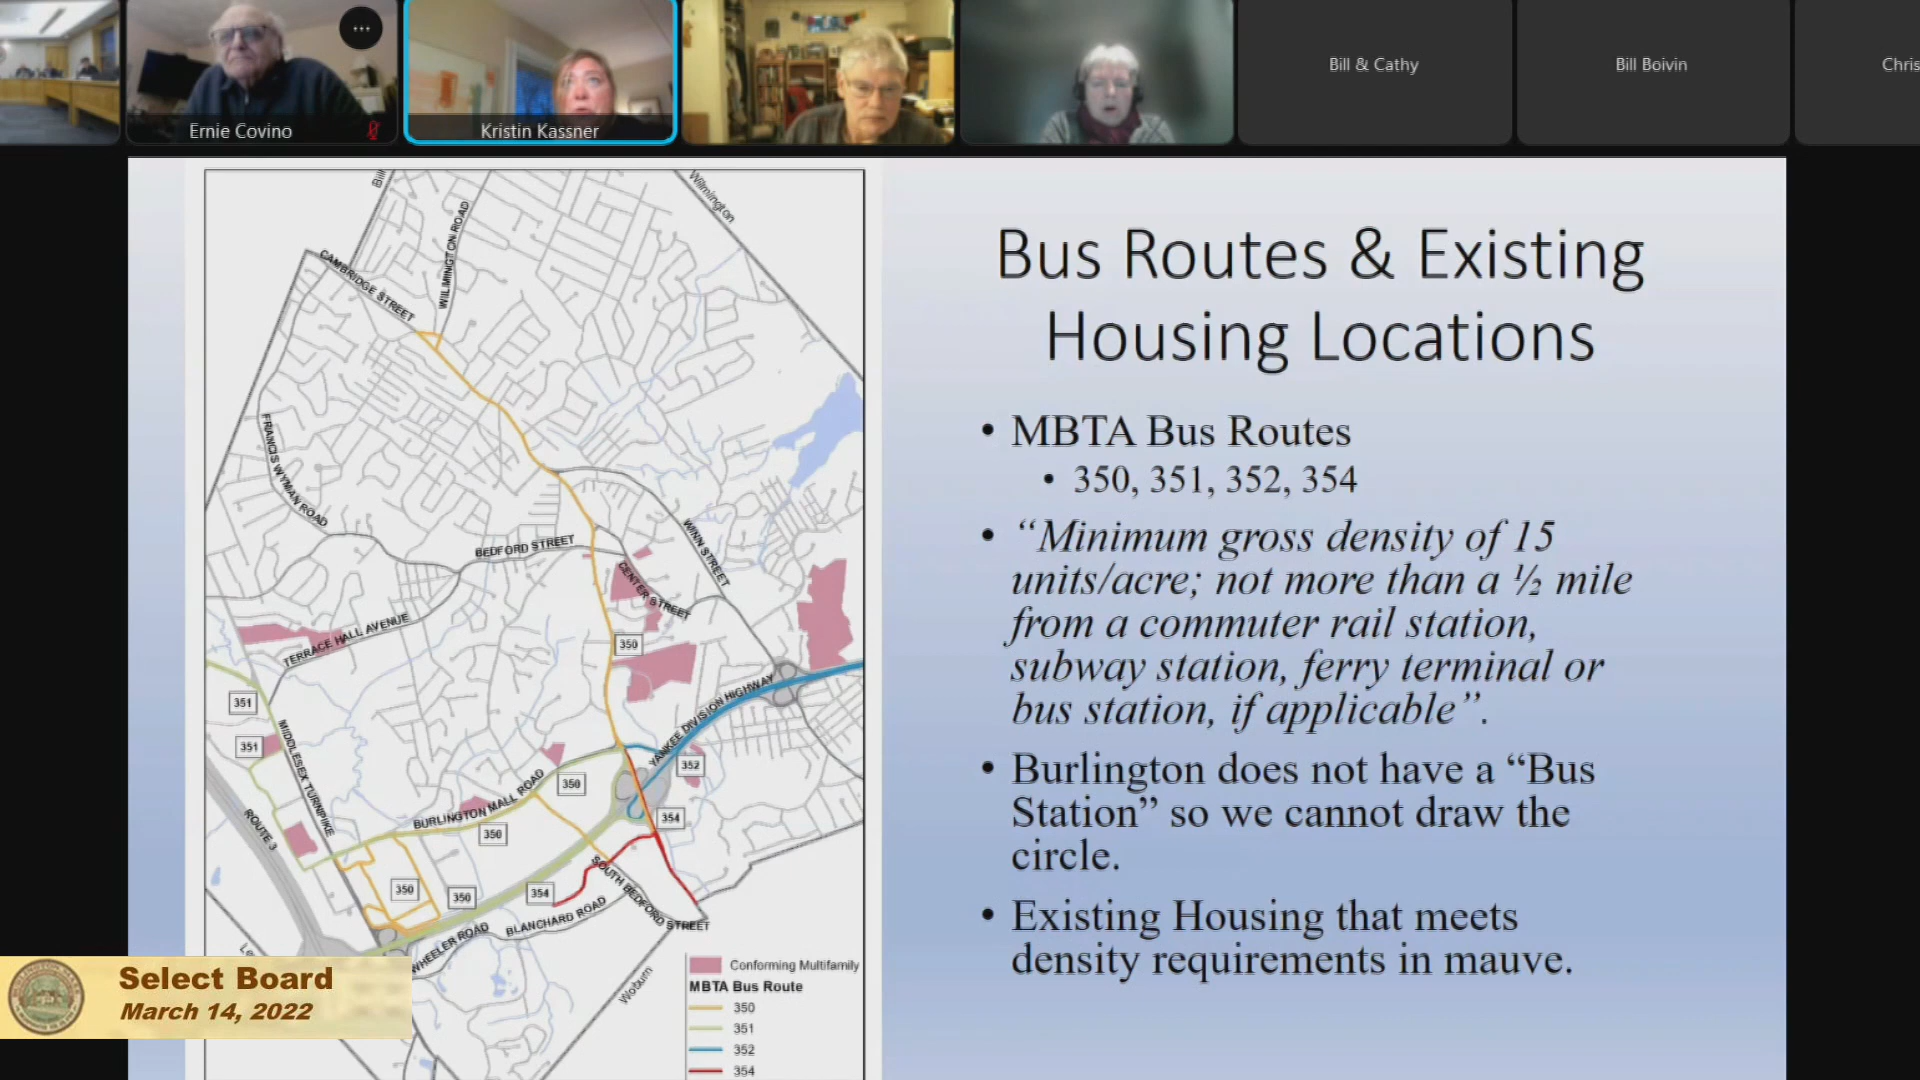 Ernie Covino
Kristin Kassner
Bill & Cathy
Bill Boivin
Chris
Bus Routes & Existing
Housing Locations
• MBTA Bus Routes
• 350, 351, 352, 354
• “Minimum gross density of 15
units/acre; not more than a ½ mile
from a commuter rail station,
subway station, ferry terminal or
bus station, if applicable”.
• Burlington does not have a “Bus
Station” so we cannot draw the
circle.
• Existing Housing that meets
density requirements in mauve.
Bill
Wilmington
CAMBRIDGE STREET
WILMINGTON ROAD
FRANCIS WYMAN ROAD
BEDFORD STREET
WINN STREET
CENTER STREET
TERRACE HALL AVENUE
350
351
351
MIDDLESEX TURNPIKE
YANKEE DIVISION HIGHWAY
352
350
BURLINGTON MALL ROAD
350
354
ROUTE 3
350
350
354
SOUTH BEDFORD STREET
BLANCHARD ROAD
WHEELER ROAD
Woburn
Le
Conforming Multifamily
MBTA Bus Route
350
351
352
354
Select Board
March 14, 2022